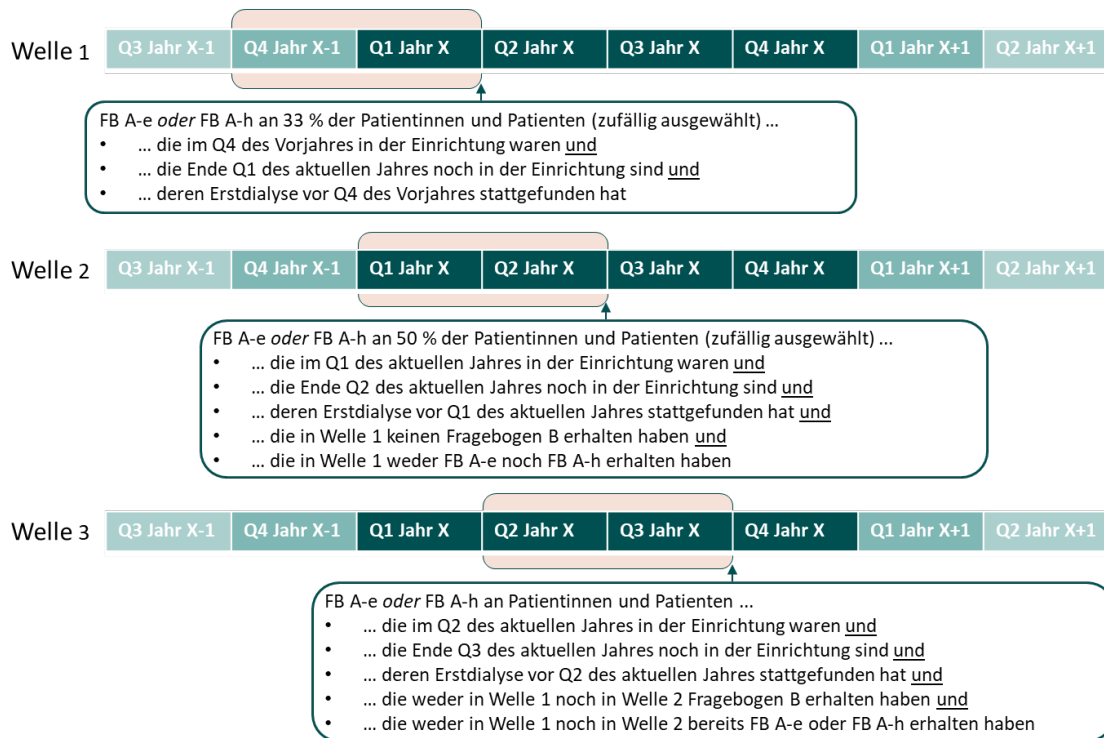 Welle 1
Q3 Jahr X-1 Q4 Jahr X-1 Q1 Jahr X Q2 Jahr X Q3 Jahr X Q4 Jahr X Q1 Jahr X+1 Q2 Jahr X+1
FB A-e oder FB A-h an 33 % der Patientinnen und Patienten (zufällig ausgewählt) ...
• ... die im Q4 des Vorjahres in der Einrichtung waren und
• ... die Ende Q1 des aktuellen Jahres noch in der Einrichtung sind und
• ... deren Erstdialyse vor Q4 des Vorjahres stattgefunden hat
Welle 2
Q3 Jahr X-1 Q4 Jahr X-1 Q1 Jahr X Q2 Jahr X Q3 Jahr X Q4 Jahr X Q1 Jahr X+1 Q2 Jahr X+1
FB A-e oder FB A-h an 50 % der Patientinnen und Patienten (zufällig ausgewählt) ...
• ... die im Q1 des aktuellen Jahres in der Einrichtung waren und
• ... die Ende Q2 des aktuellen Jahres noch in der Einrichtung sind und
• ... deren Erstdialyse vor Q1 des aktuellen Jahres stattgefunden hat und
• ... die in Welle 1 keinen Fragebogen B erhalten haben und
• ... die in Welle 1 weder FB A-e noch FB A-h erhalten haben
Welle 3
Q3 Jahr X-1 Q4 Jahr X-1 Q1 Jahr X Q2 Jahr X Q3 Jahr X Q4 Jahr X Q1 Jahr X+1 Q2 Jahr X+1
FB A-e oder FB A-h an Patientinnen und Patienten ...
• ... die im Q2 des aktuellen Jahres in der Einrichtung waren und
• ... die Ende Q3 des aktuellen Jahres noch in der Einrichtung sind und
• ... deren Erstdialyse vor Q2 des aktuellen Jahres stattgefunden hat und
• ... die weder in Welle 1 noch in Welle 2 Fragebogen B erhalten haben und
• ... die weder in Welle 1 noch in Welle 2 bereits FB A-e oder FB A-h erhalten haben